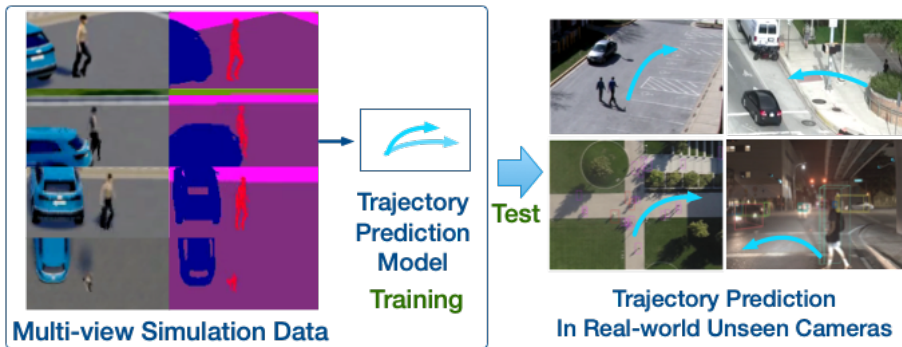 Trajectory
Prediction
Model
Training
Multi-view Simulation Data
Test
Trajectory Prediction
In Real-world Unseen Cameras